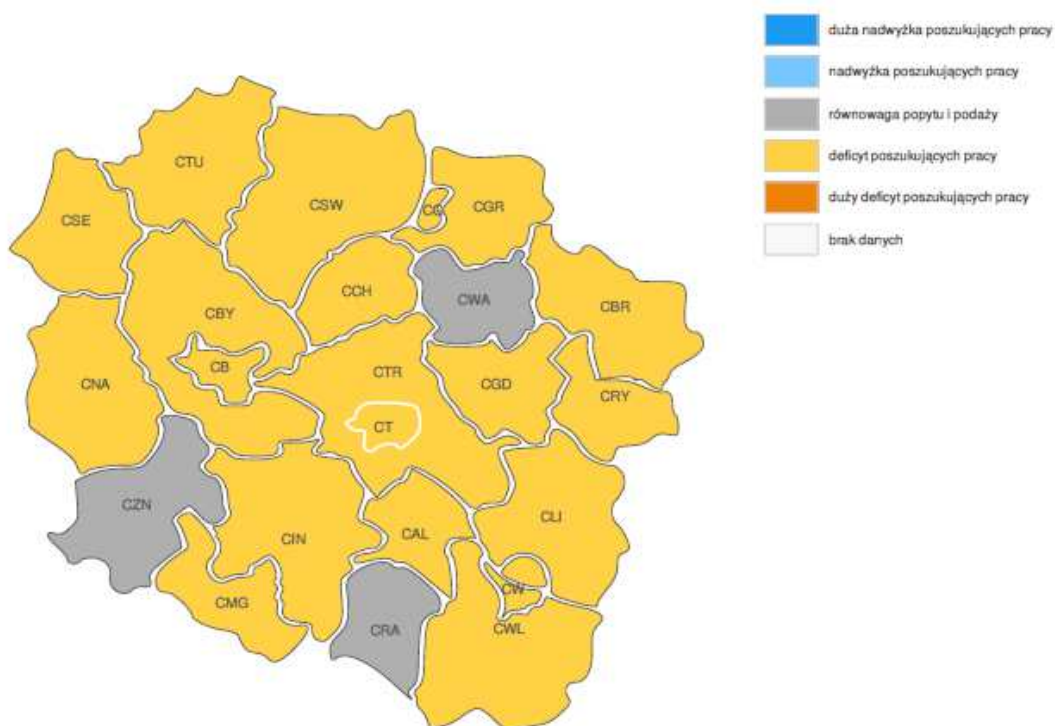 duża nadwyżka poszukujących pracy
nadwyżka poszukujących pracy
równowaga popytu i podaży
deficyt poszukujących pracy
duży deficyt poszukujących pracy
brak danych
CTU
CSE
CSW
CG
CGR
CCH
CWA
CBR
CBY
CB
CNA
CTR
CGD
CRY
CT
CZN
CIN
CAL
CLI
CMG
CW
CRA
CWL